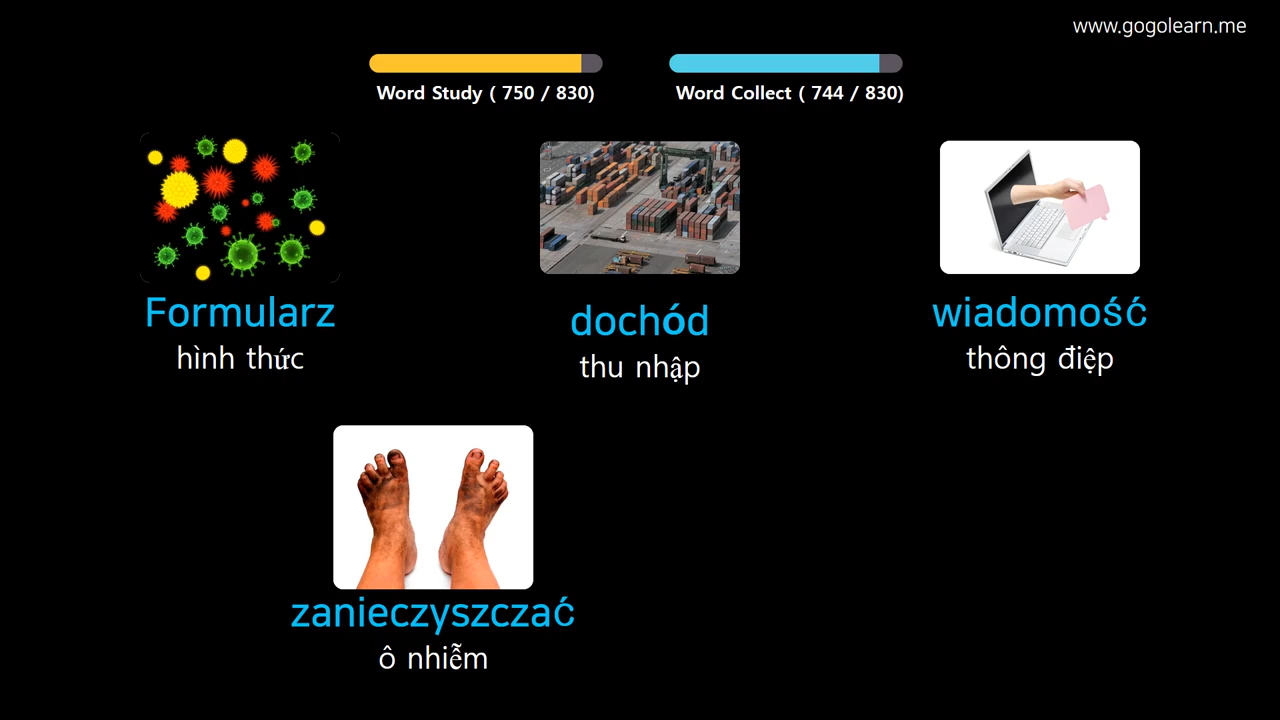 www.gogolearn.me
Word Study ( 750 / 830)
Word Collect ( 744 / 830)
Formularz
hình thức
dochód
thu nhập
wiadomość
thông điệp
zanieczyszczać
ô nhiễm